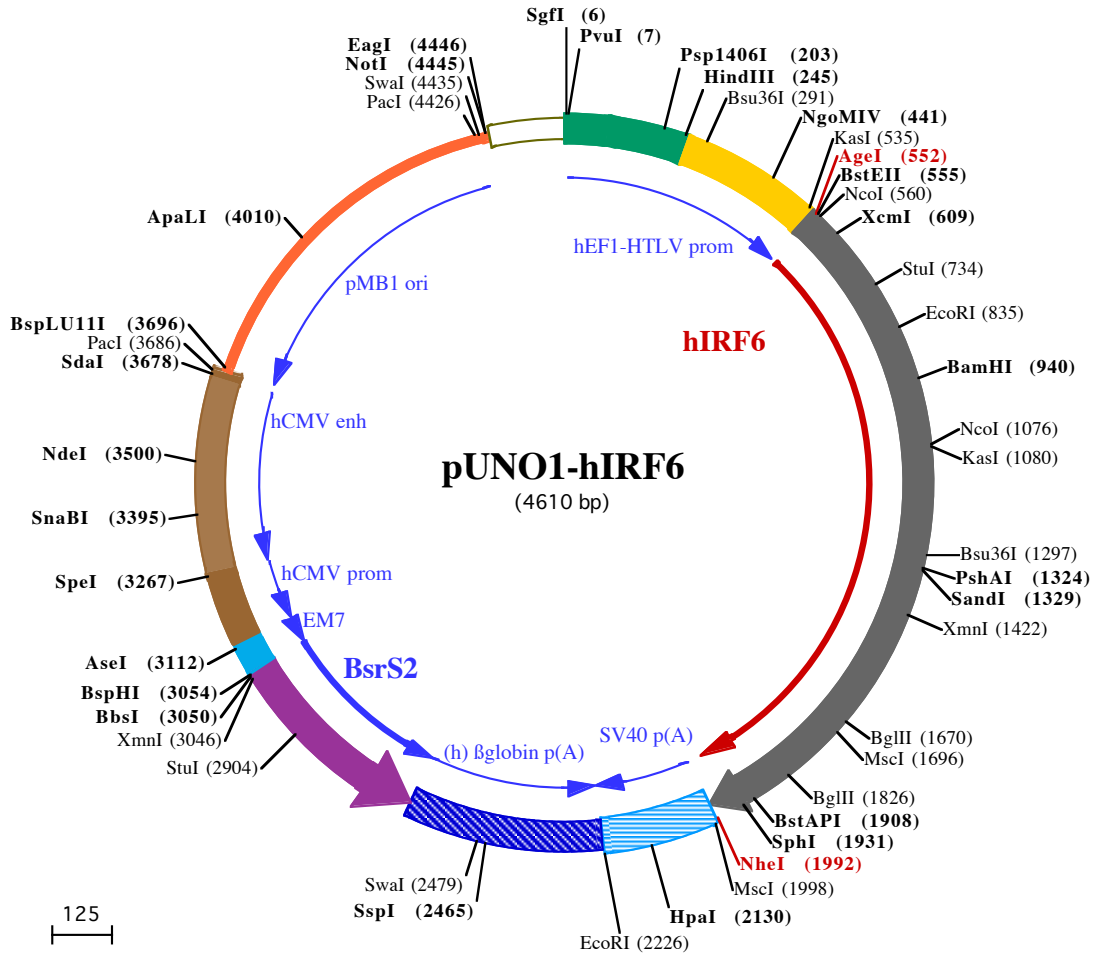 SgfI (6)
PvuI (7)
Psp1406I (203)
HindIII (245)
Bsu36I (291)
NgoMIV (441)
KasI (535)
AgeI (552)
BstEII (555)
NcoI (560)
XcmI (609)
StuI (734)
EcoRI (835)
BamHI (940)
NcoI (1076)
KasI (1080)
Bsu36I (1297)
PshAI (1324)
SandI (1329)
XmnI (1422)
BglII (1670)
MscI (1696)
BglII (1826)
BstAPI (1908)
SphI (1931)
NheI (1992)
MscI (1998)
HpaI (2130)
EcoRI (2226)
SspI (2465)
SwaI (2479)
StuI (2904)
XmnI (3046)
BbsI (3050)
BspHI (3054)
AseI (3112)
SpeI (3267)
SnaBI (3395)
NdeI (3500)
SdaI (3678)
PacI (3686)
BspLU11I (3696)
ApaLI (4010)
PacI (4426)
SwaI (4435)
NotI (4445)
EagI (4446)
hEF1-HTLV prom
hIRF6
SV40 p(A)
(h) ßglobin p(A)
BsrS2
EM7
hCMV prom
hCMV enh
pMB1 ori
pUNO1-hIRF6
(4610 bp)
125